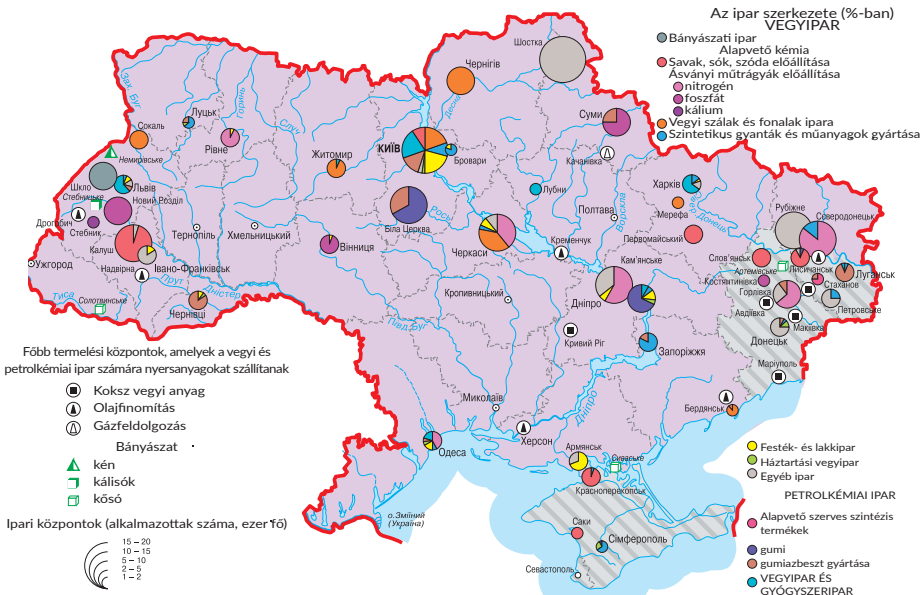 Az ipar szerkezete (%-ban)
VEGYIPAR
Bányászati ipar
Alapvető kémia
Savak, sók, szóda előállítása
Ásványi műtrágyák előállítása
nitrogén
foszfát
kálium
Vegyi szálak és fonalak ipara
Szintetikus gyanták és műanyagok gyártása
Шостка
Чернігів
Зах. Буг
Горинь
Случ
Десна
Луцьк
Сокаль
Рівне
Суми
Немирівське
Житомир
КИЇВ
Бровари
Качанівка
Шкло
Львів
Стебницьке
Новий Розділ
Дрогобич
Стебник
Лубни
Харків
Мерефа
Сіверський Донець
Рубіжне
Сєвєродонецьк
Біла Церква
Рось
Полтава
Ворскла
Первомайський
Тернопіль
Хмельницький
Вінниця
Черкаси
Кременчук
Калуш
Надвірна
Івано-Франківськ
Ужгород
Слов'янськ
Лисичанськ
Артемівське
Луганськ
Костянтинівка
Стаханов
Кам'янське
Горлівка
Петровське
Тиса
Солотвинське
Прут
Дністер
Чернівці
Кропивницький
Дніпро
Авдіївка
Макіївка
Донецьк
Півд. Буг
Кривий Ріг
Запоріжжя
Маріуполь
Főbb termelési központok, amelyek a vegyi és
petrolkémiai ipar számára nyersanyagokat szállítanak
Koksz vegyi anyag
Olajfinomítás
Gázfeldolgozás
Bányászat
kén
kálisók
kősó
Ipari központok (alkalmazottak száma, ezer fő)
15 – 20
10 – 15
5 – 10
2 – 5
1 – 2
Миколаїв
Дніпро
Бердянськ
Херсон
Одеса
Армянськ
Сиваське
Красноперекопськ
о. Зміїний
(Україна)
Саки
Сімферополь
Севастополь
Festék- és lakkipar
Háztartási vegyipar
Egyéb ipar
PETROLKÉMIAI IPAR
Alapvető szerves szintézis
termékek
gumi
gumiazbeszt gyártása
VEGYIPAR ÉS
GYÓGYSZERIPAR